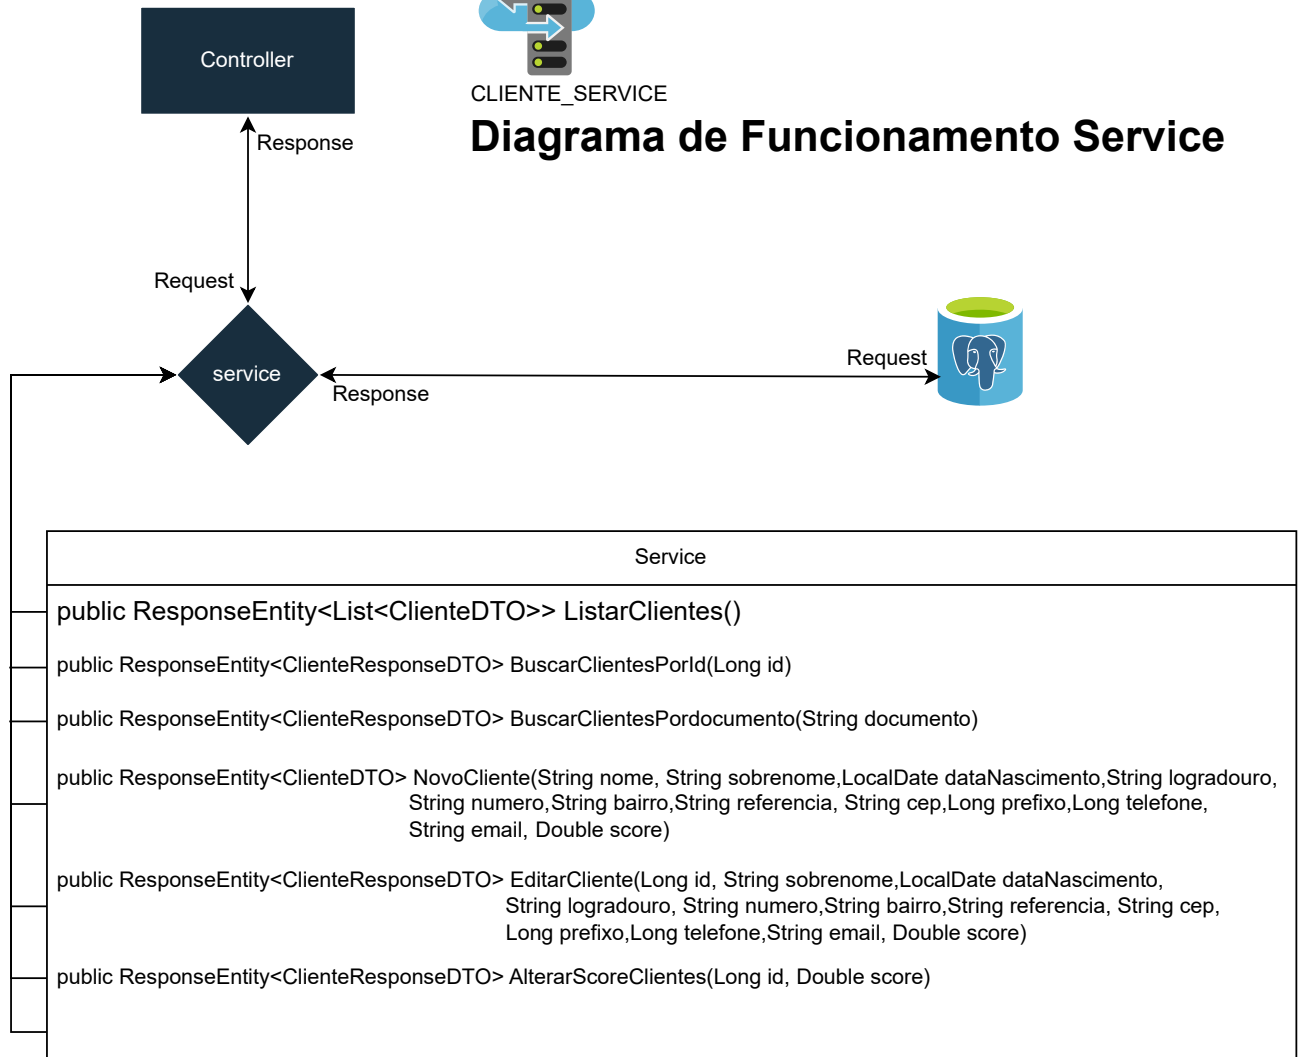 Controller
CLIENTE_SERVICE
Diagrama de Funcionamento Service
Response
Request
service
Response
Request
Service
public ResponseEntity<List<ClienteDTO>> ListarClientes()
public ResponseEntity<ClienteResponseDTO> BuscarClientesPorId(Long id)
public ResponseEntity<ClienteResponseDTO> BuscarClientesPordocumento(String documento)
public ResponseEntity<ClienteDTO> NovoCliente(String nome, String sobrenome,LocalDate dataNascimento,String logradouro,
String numero,String bairro,String referencia, String cep,Long prefixo,Long telefone,
String email, Double score)
public ResponseEntity<ClienteResponseDTO> EditarCliente(Long id, String sobrenome,LocalDate dataNascimento,
String logradouro, String numero,String bairro,String referencia, String cep,
Long prefixo,Long telefone,String email, Double score)
public ResponseEntity<ClienteResponseDTO> AlterarScoreClientes(Long id, Double score)